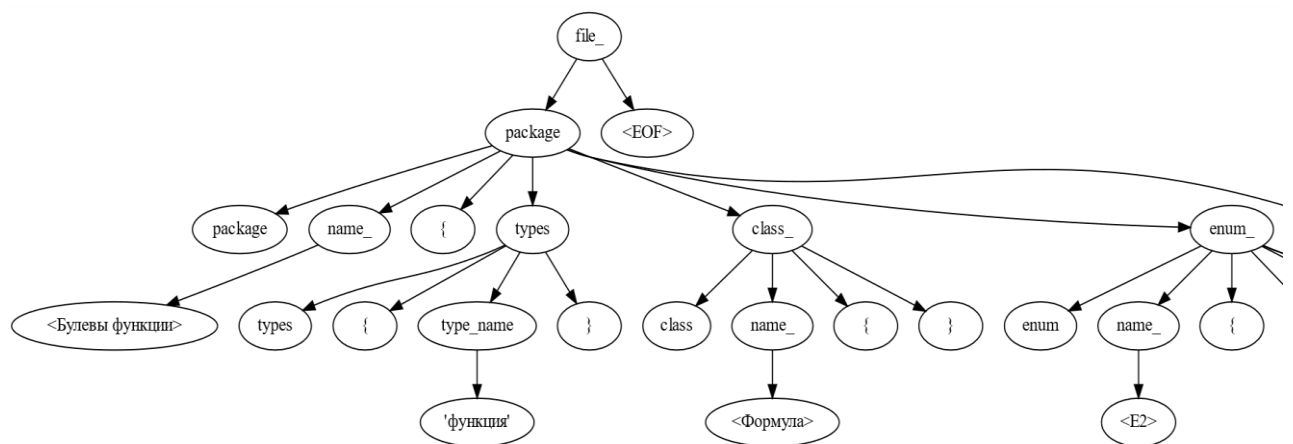 file_
package
<EOF>
package
name_
{
types
class_
enum_
<Булевы функции>
types
{
type_name
}
class
name_
{
}
enum
name_
{
'функция'
<Формула>
<E2>